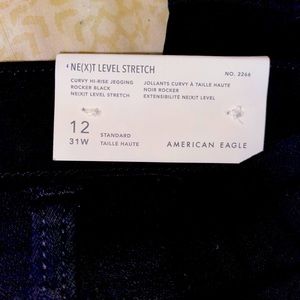 NE(X)T LEVEL STRETCH
NO. 2266
CURVY HI-RISE JEGGING
ROCKER BLACK
NE(X)T LEVEL STRETCH
JOLLANTS CURVY À TAILLE HAUTE
NOIR ROCKER
EXTENSIBILITE NE(X)T LEVEL
12
31W
STANDARD
TAILLE HAUTE
AMERICAN EAGLE